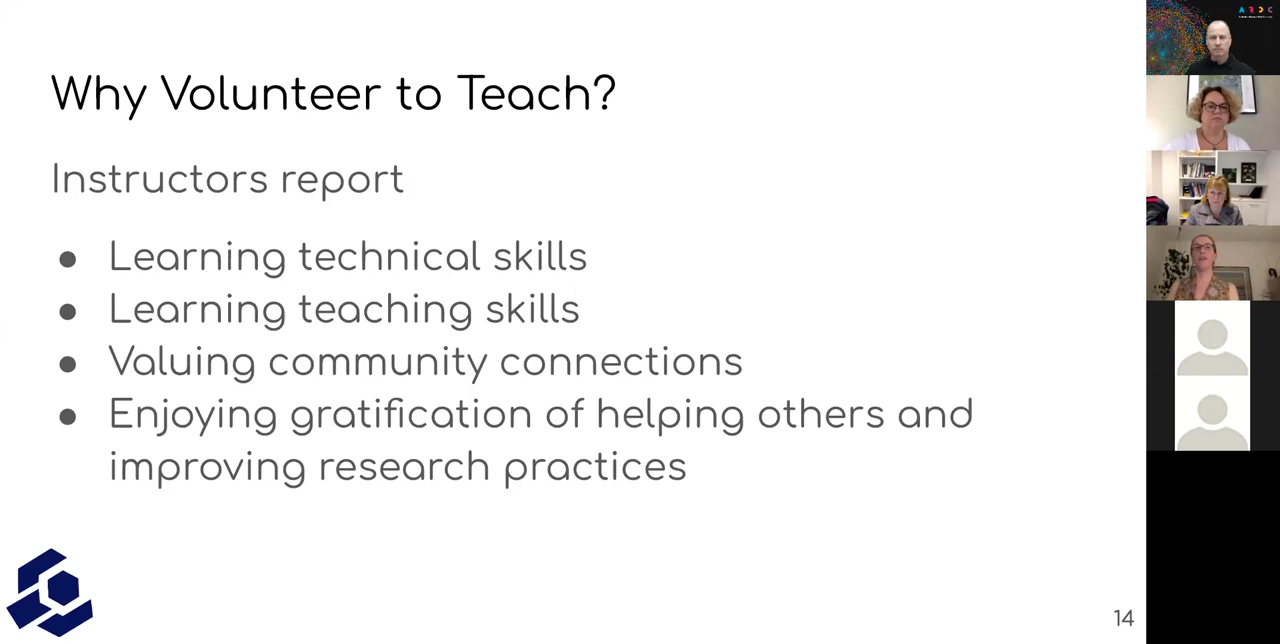 Why Volunteer to Teach?
Instructors report
● Learning technical skills
● Learning teaching skills
● Valuing community connections
● Enjoying gratification of helping others and
improving research practices
14
ARDC